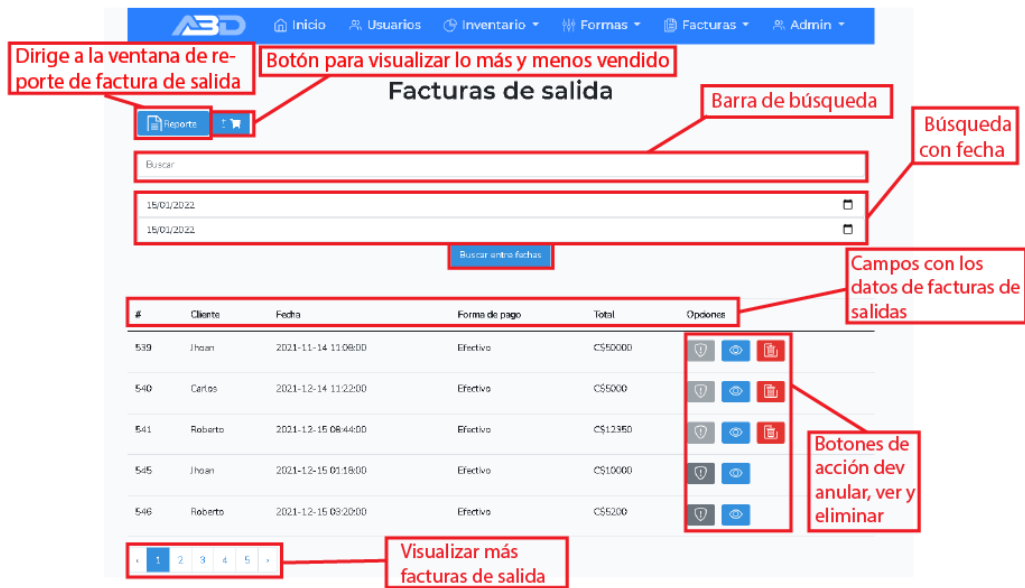 ABD Inicio Usuarios Inventario Formas Facturas Admin
Dirige a la ventana de re-
porte de factura de salida
Botón para visualizar lo más y menos vendido
Facturas de salida
Barra de búsqueda
Búsqueda
con fecha
Reporte
Buscar
15/01/2022
15/01/2022
Buscar entre fechas
Campos con los
datos de facturas de
salidas
# Cliente Fecha Forma de pago Total Opciones
539 Jhoan 2021-11-14 11:08:00 Efectivo C$50000
540 Carlos 2021-12-14 11:22:00 Efectivo C$5000
541 Roberto 2021-12-15 08:44:00 Efectivo C$12350
545 Jhoan 2021-12-15 01:18:00 Efectivo C$10000
546 Roberto 2021-12-15 03:20:00 Efectivo C$5200
Botones de
acción dev
anular, ver y
eliminar
‹ 1 2 3 4 5 ›
Visualizar más
facturas de salida